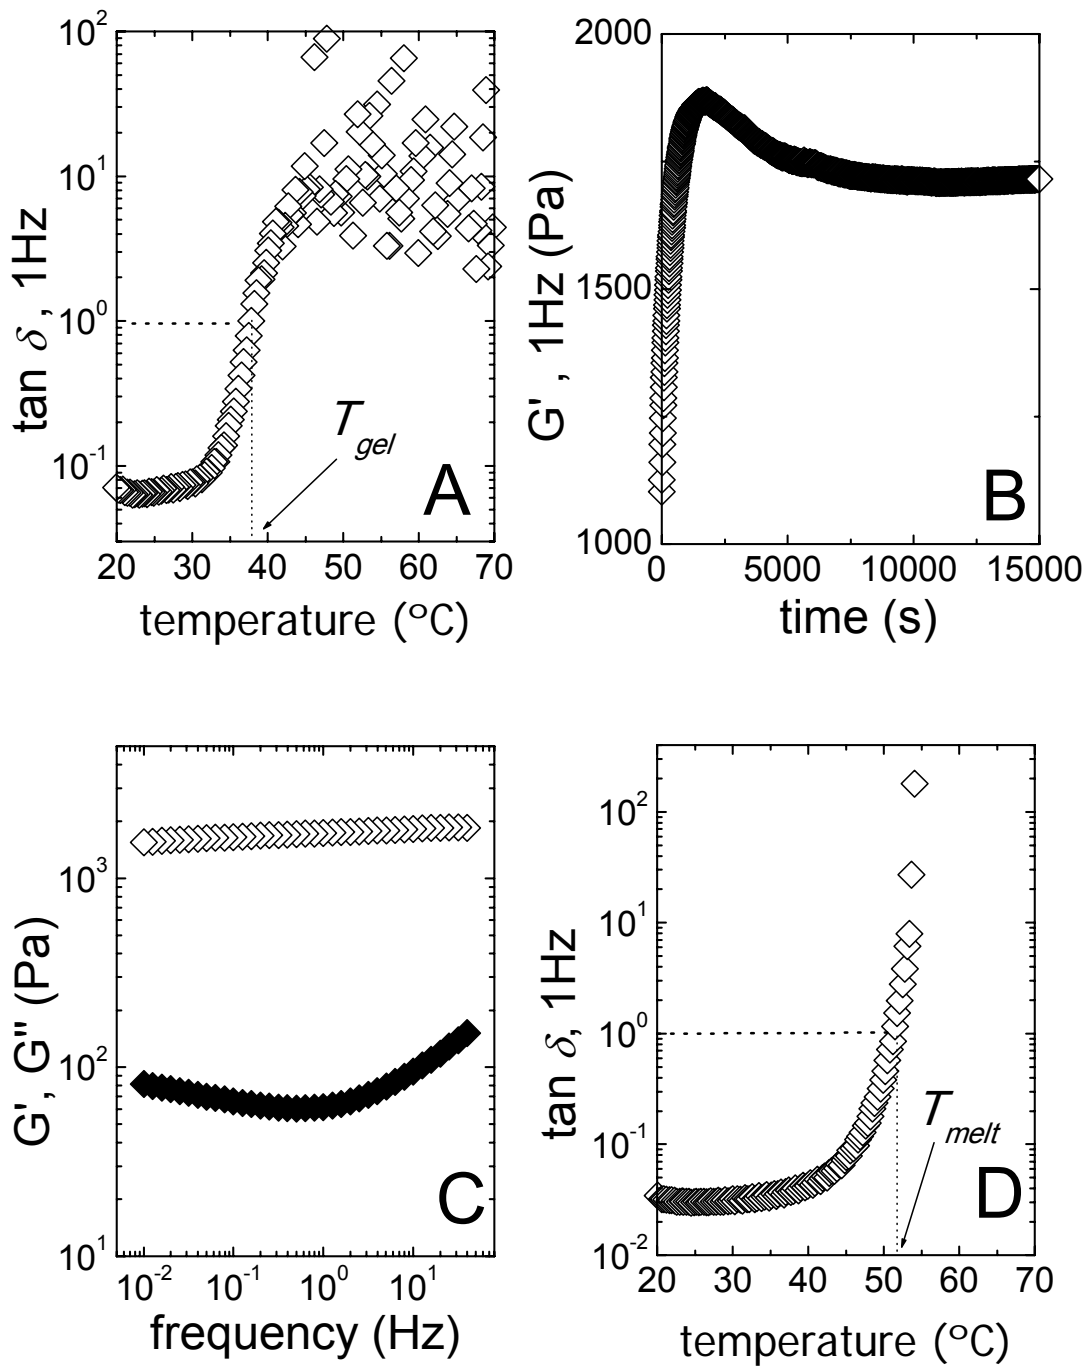 10²
10¹
10⁰
10⁻¹
tan δ, 1Hz
T gel
A
20 30 40 50 60 70
temperature (°C)
2000
1500
1000
G' , 1Hz (Pa)
B
0 5000 10000 15000
time (s)
10³
10²
10¹
G', G" (Pa)
C
10⁻² 10⁻¹ 10⁰ 10¹
frequency (Hz)
10²
10¹
10⁰
10⁻¹
10⁻²
tan δ, 1Hz
T melt
D
20 30 40 50 60 70
temperature (°C)